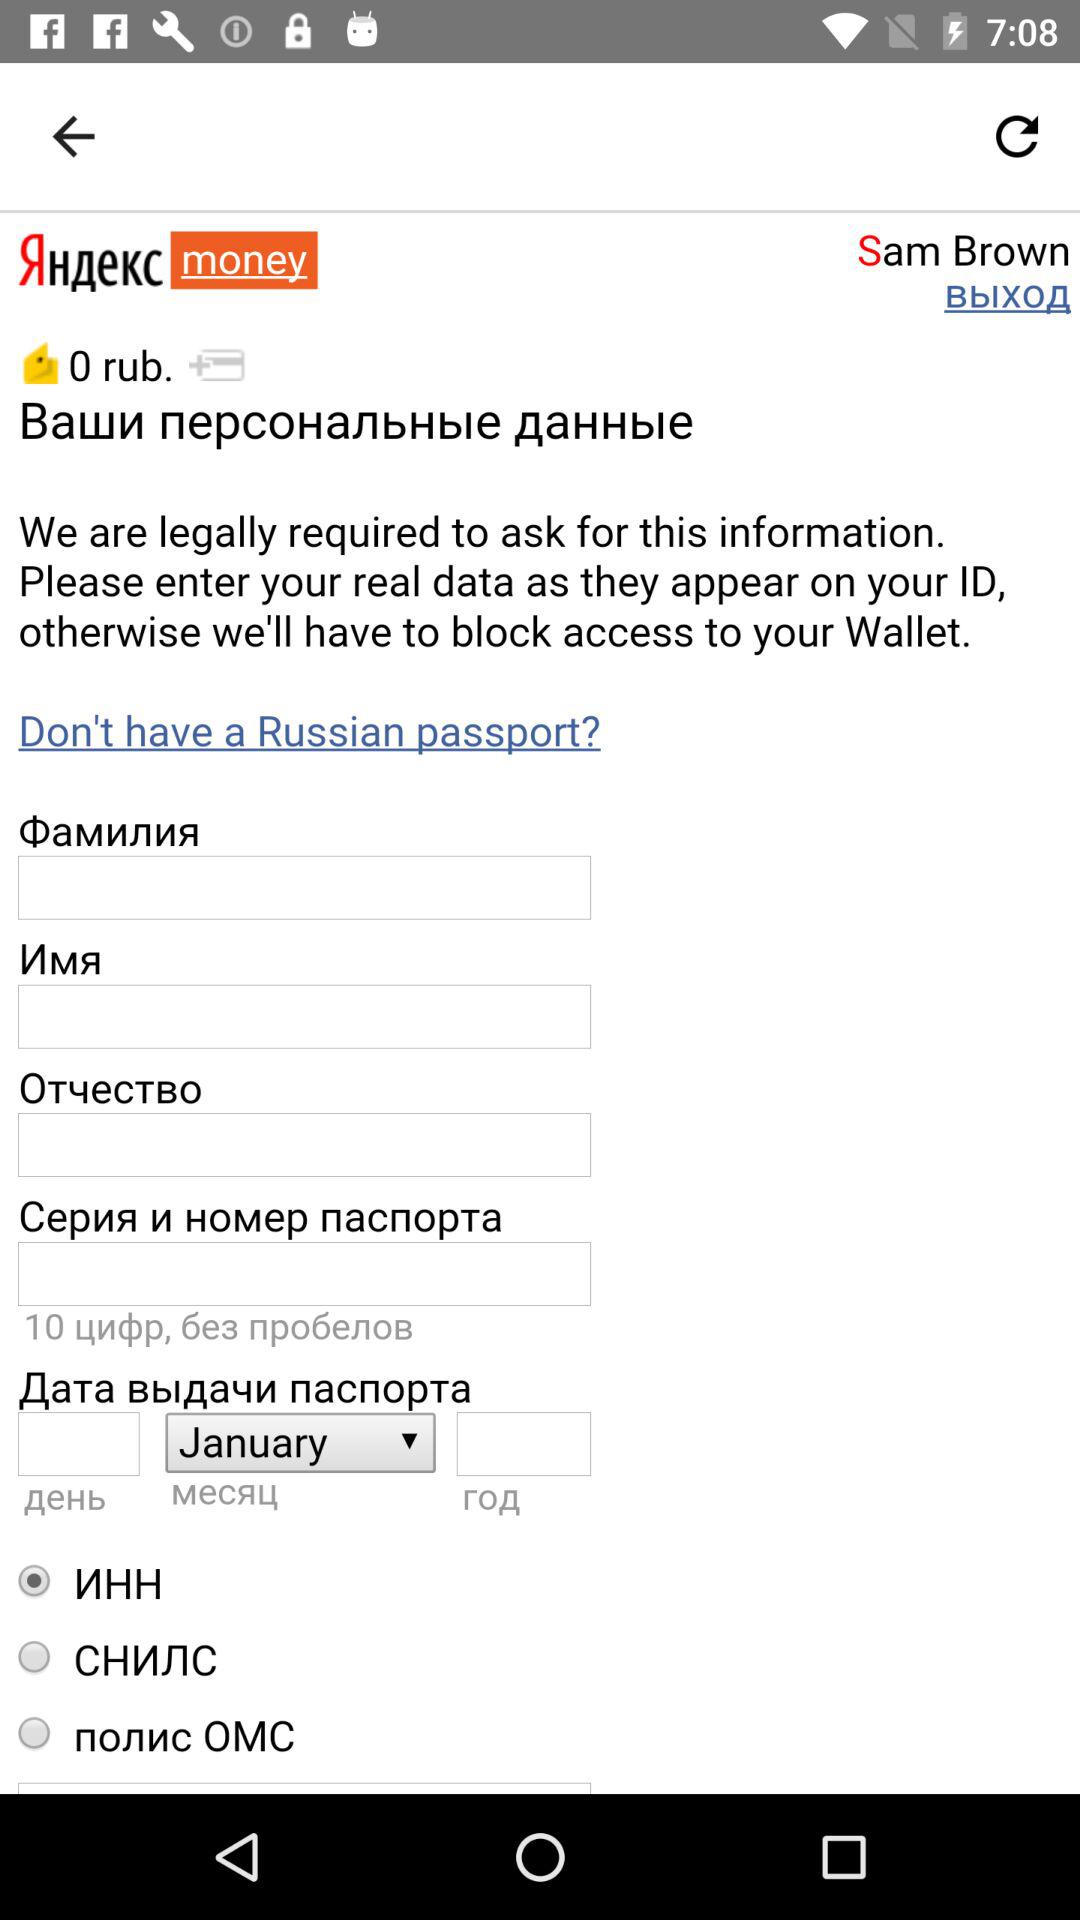 7:08
Яндекс money
Sam Brown
выход
0 rub.
Ваши персональные данные
We are legally required to ask for this information.
Please enter your real data as they appear on your ID,
otherwise we'll have to block access to your Wallet.
Don't have a Russian passport?
Фамилия
Имя
Отчество
Серия и номер паспорта
10 цифр, без пробелов
Дата выдачи паспорта
January
день месяц год
ИНН
СНИЛС
полис ОМС